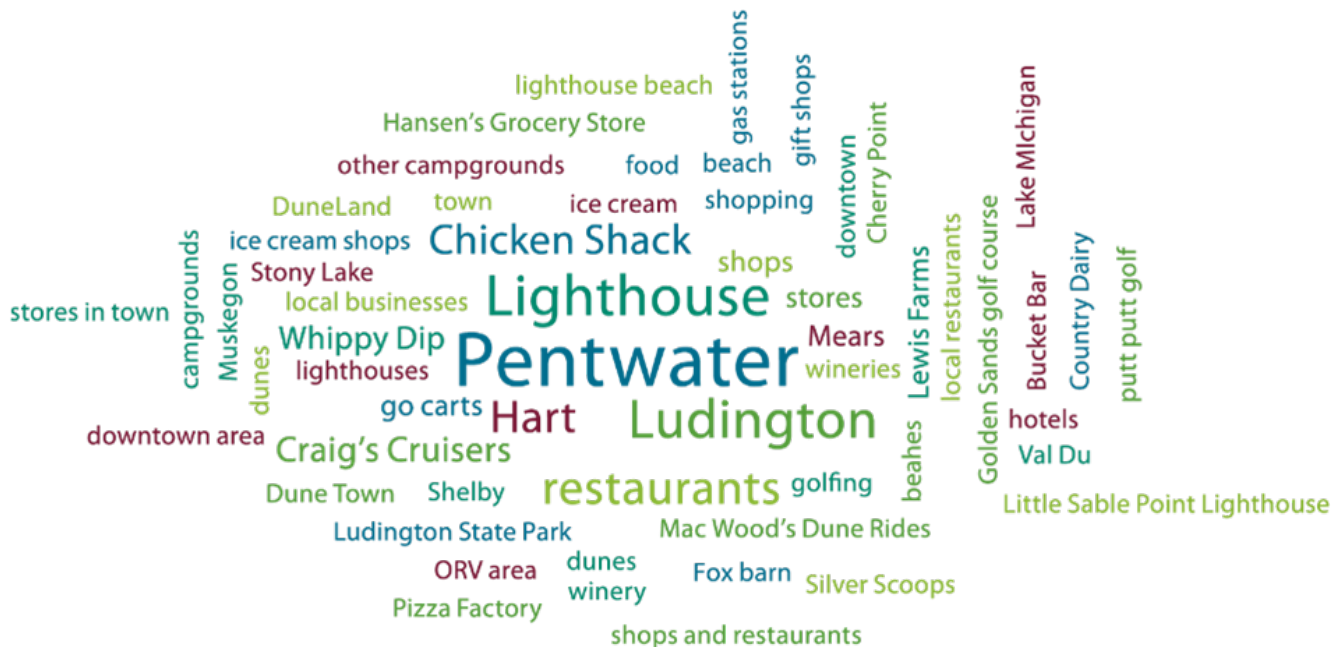 lighthouse beach
gas stations
gift shops
Hansen's Grocery Store
other campgrounds
food
beach
downtown
Cherry Point
Lake MIchigan
DuneLand
town
ice cream
shopping
ice cream shops
Chicken Shack
shops
campgrounds
Muskegon
Stony Lake
stores in town
local businesses
Lighthouse
stores
Lewis Farms
local restaurants
Golden Sands golf course
Bucket Bar
Country Dairy
putt putt golf
Whippy Dip
Pentwater
Mears
dunes
lighthouses
wineries
go carts
Hart
Ludington
hotels
downtown area
Craig's Cruisers
beahes
Val Du
Dune Town
Shelby
restaurants
golfing
Little Sable Point Lighthouse
Ludington State Park
Mac Wood's Dune Rides
ORV area
dunes
Fox barn
Silver Scoops
winery
Pizza Factory
shops and restaurants